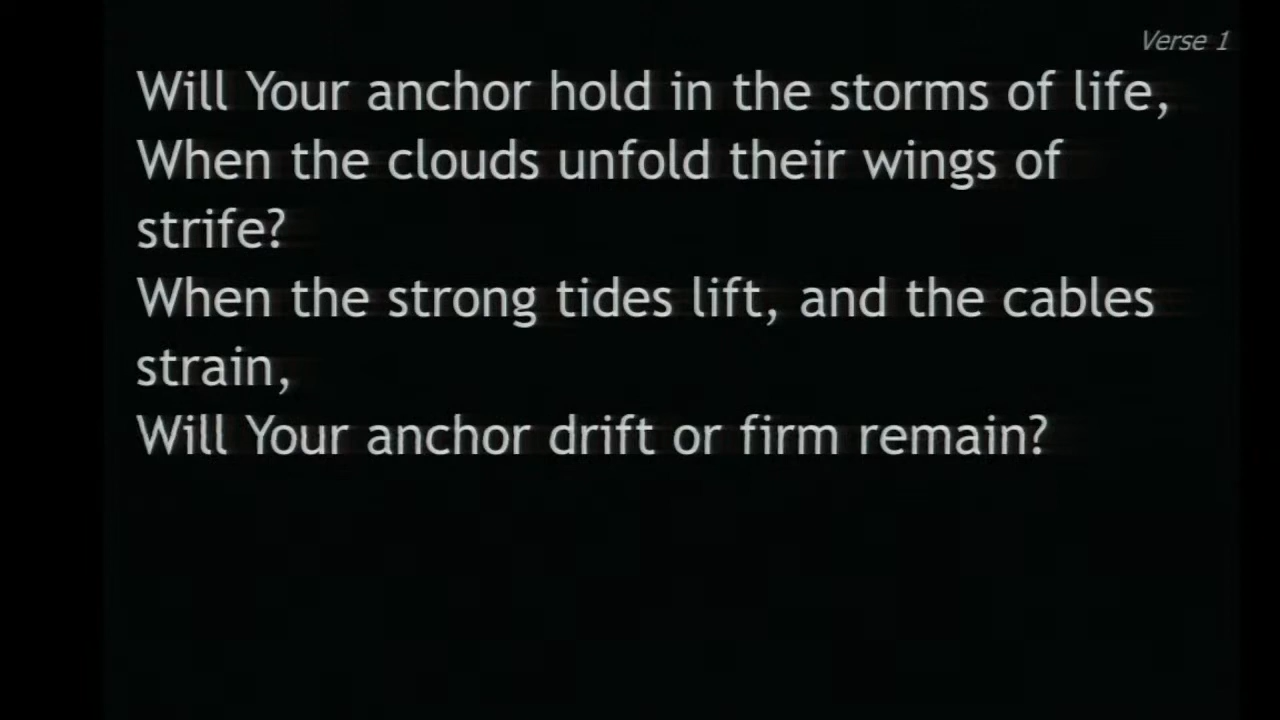 Verse 1
Will Your anchor hold in the storms of life,
When the clouds unfold their wings of
strife?
When the strong tides lift, and the cables
strain,
Will Your anchor drift or firm remain?